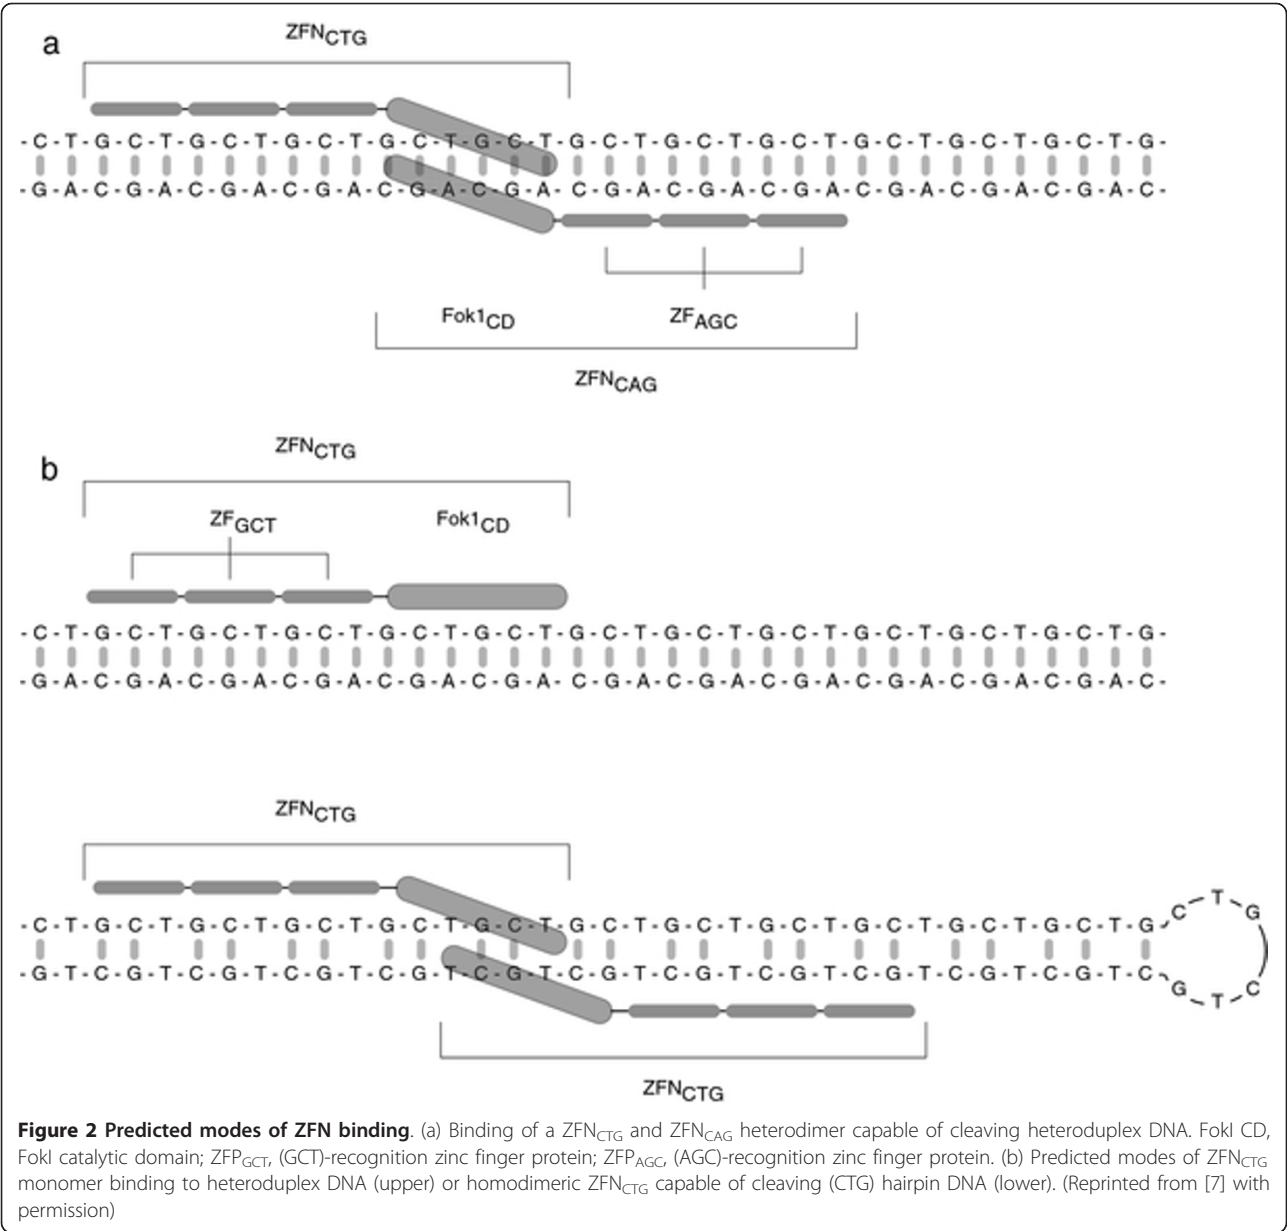 a
ZFNCTG
-C-T-G-C-T-G-C-T-G-C-T-G-C-T-G-C-T-G-C-T-G-C-T-G-C-T-G-C-T-G-C-T-G-C-T-G-
-G-A-C-G-A-C-G-A-C-G-A-C-G-A-C-G-A-C-G-A-C-G-A-C-G-A-C-G-A-C-G-A-C-G-A-C-
Fok1CD ZFAGC
ZFNCAG
b
ZFNCTG
ZFGCT Fok1CD
-C-T-G-C-T-G-C-T-G-C-T-G-C-T-G-C-T-G-C-T-G-C-T-G-C-T-G-C-T-G-C-T-G-C-T-G-
-G-A-C-G-A-C-G-A-C-G-A-C-G-A-C-G-A-C-G-A-C-G-A-C-G-A-C-G-A-C-G-A-C-G-A-C-
ZFNCTG
-C-T-G-C-T-G-C-T-G-C-T-G-C-T-G-C-T-G-C-T-G-C-T-G-C-T-G-C-T-G-C-T-G-C-T-G-C-T-G
-G-T-C-G-T-C-G-T-C-G-T-C-G-T-C-G-T-C-G-T-C-G-T-C-G-T-C-G-T-C-G-T-C-G-T-C-G-T-C
ZFNCTG
Figure 2 Predicted modes of ZFN binding. (a) Binding of a ZFNCTG and ZFNCAG heterodimer capable of cleaving heteroduplex DNA. FokI CD,
FokI catalytic domain; ZFPGCT, (GCT)-recognition zinc finger protein; ZFPAGC, (AGC)-recognition zinc finger protein. (b) Predicted modes of ZFNCTG
monomer binding to heteroduplex DNA (upper) or homodimeric ZFNCTG capable of cleaving (CTG) hairpin DNA (lower). (Reprinted from [7] with
permission)